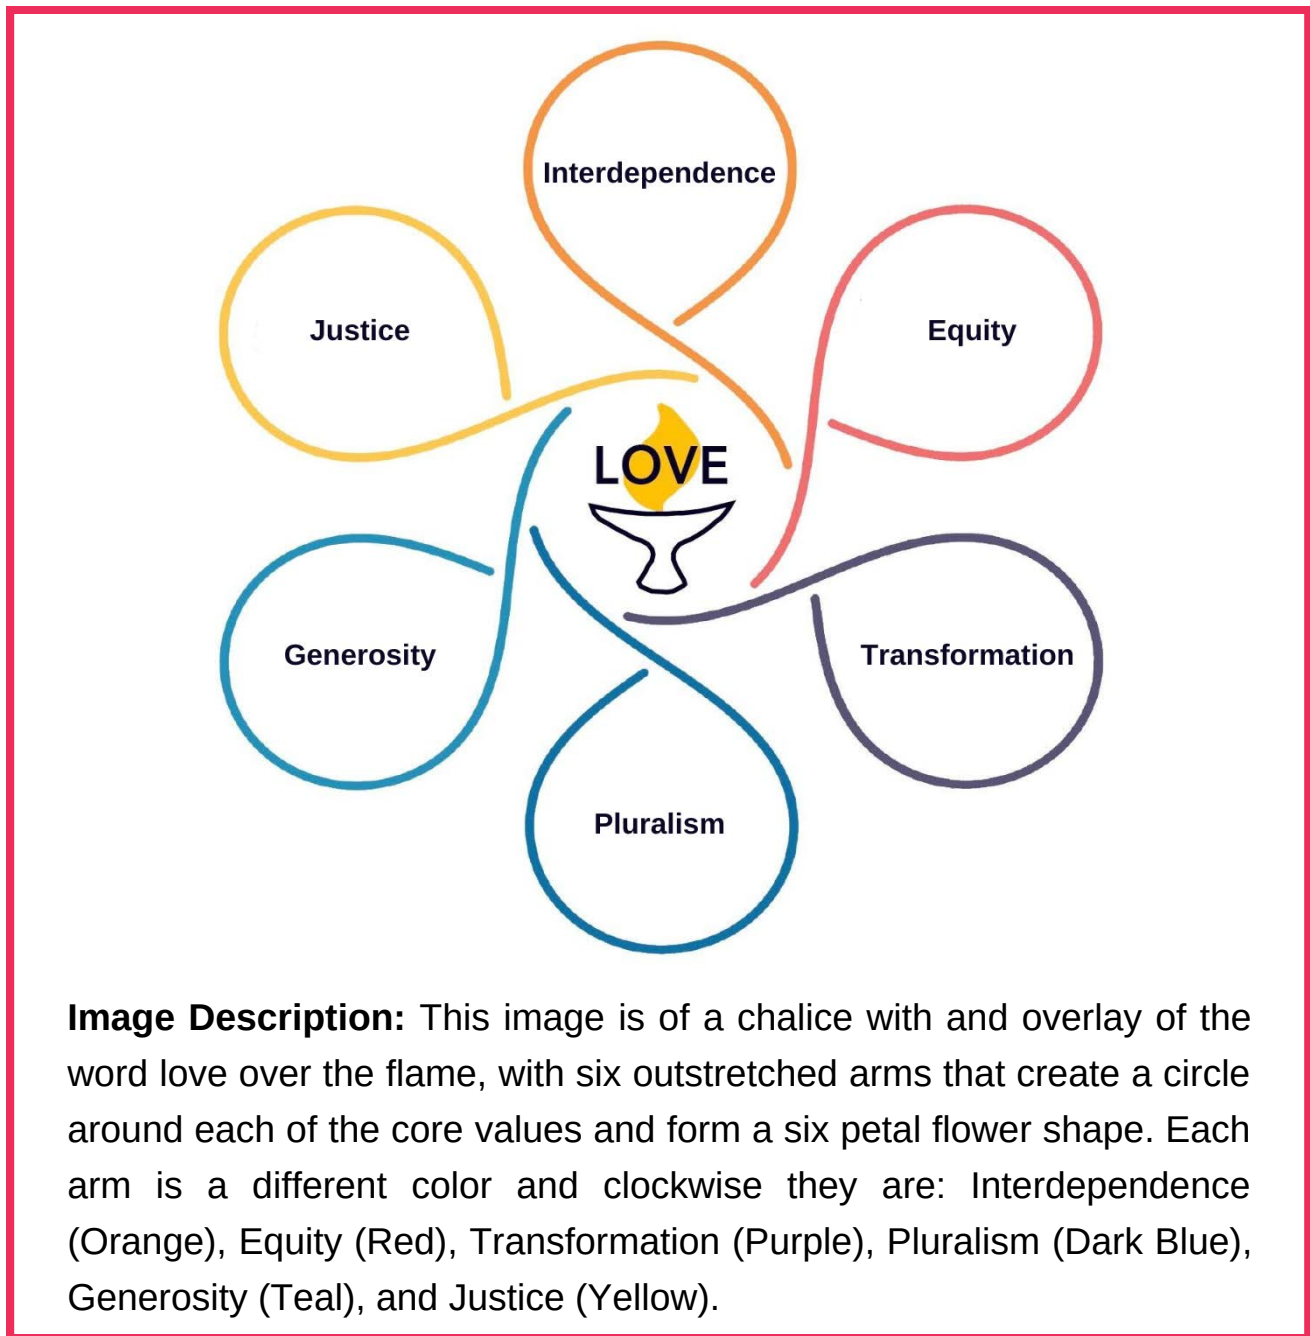 Interdependence
Justice
Equity
LOVE
Generosity
Transformation
Pluralism
Image Description: This image is of a chalice with and overlay of the
word love over the flame, with six outstretched arms that create a circle
around each of the core values and form a six petal flower shape. Each
arm is a different color and clockwise they are: Interdependence
(Orange), Equity (Red), Transformation (Purple), Pluralism (Dark Blue),
Generosity (Teal), and Justice (Yellow).